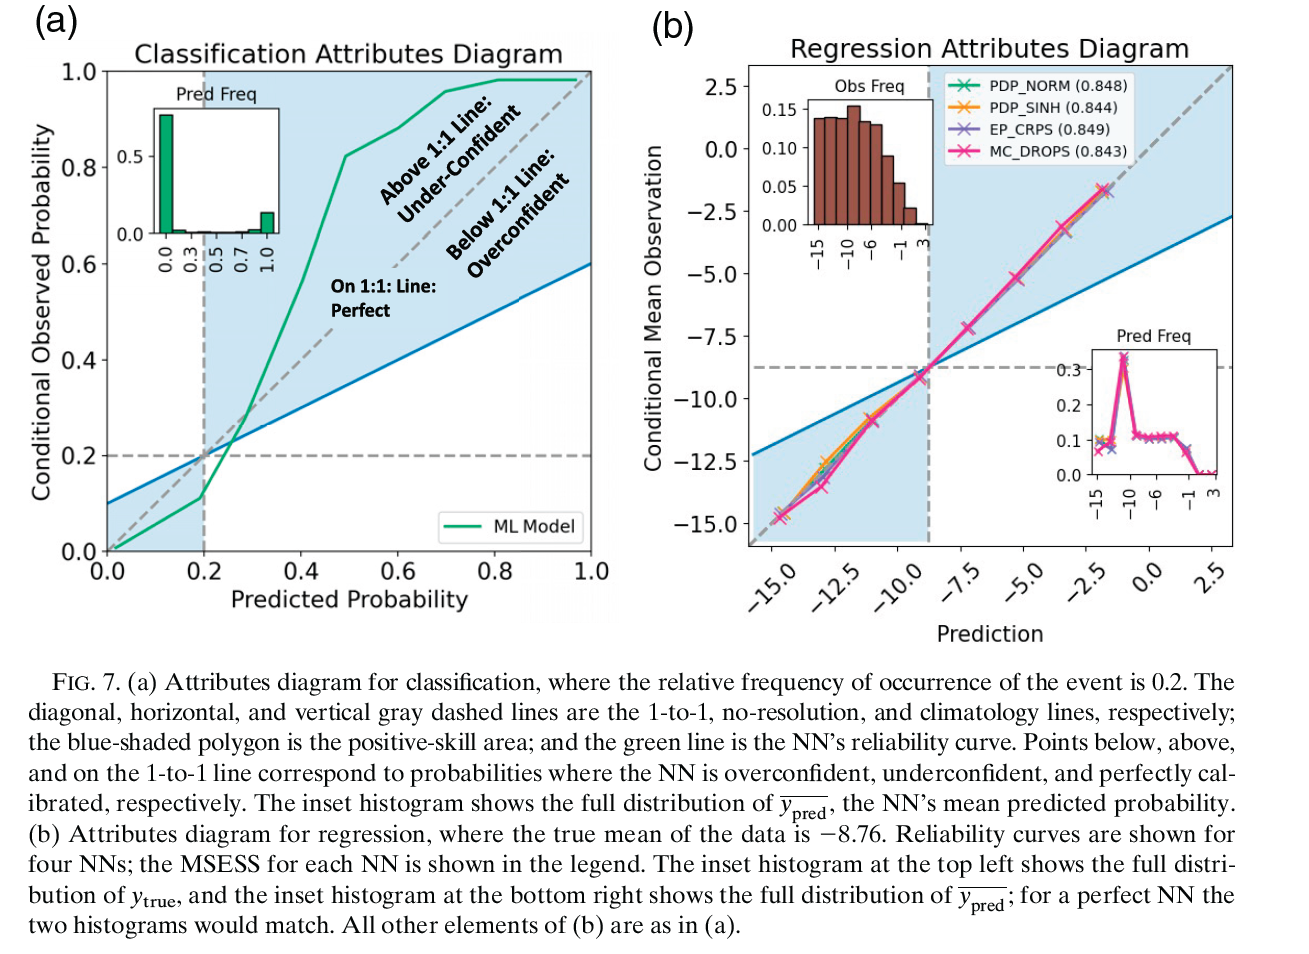 (a)
Classification Attributes Diagram
Conditional Observed Probability
1.0
0.8
0.6
0.4
0.2
0.0
0.0 0.2 0.4 0.6 0.8 1.0
Predicted Probability
Pred Freq
0.5
0.0
0.0 0.3 0.5 0.7 1.0
Above 1:1 Line:
Under-Confident
Below 1:1 Line:
Overconfident
On 1:1: Line:
Perfect
ML Model
(b)
Regression Attributes Diagram
Conditional Mean Observation
2.5
0.0
−2.5
−5.0
−7.5
−10.0
−12.5
−15.0
−15.0 −12.5 −10.0 −7.5 −5.0 −2.5 0.0 2.5
Prediction
Obs Freq
0.15
0.10
0.05
0.00
−15 −10 −6 −1 3
PDP_NORM (0.848)
PDP_SINH (0.844)
EP_CRPS (0.849)
MC_DROPS (0.843)
Pred Freq
0.3
0.2
0.1
0.0
−15 −10 −6 −1 3
FIG. 7. (a) Attributes diagram for classification, where the relative frequency of occurrence of the event is 0.2. The
diagonal, horizontal, and vertical gray dashed lines are the 1-to-1, no-resolution, and climatology lines, respectively;
the blue-shaded polygon is the positive-skill area; and the green line is the NN's reliability curve. Points below, above,
and on the 1-to-1 line correspond to probabilities where the NN is overconfident, underconfident, and perfectly cal-
ibrated, respectively. The inset histogram shows the full distribution of y̅pred, the NN's mean predicted probability.
(b) Attributes diagram for regression, where the true mean of the data is −8.76. Reliability curves are shown for
four NNs; the MSESS for each NN is shown in the legend. The inset histogram at the top left shows the full distri-
bution of ytrue, and the inset histogram at the bottom right shows the full distribution of y̅pred; for a perfect NN the
two histograms would match. All other elements of (b) are as in (a).